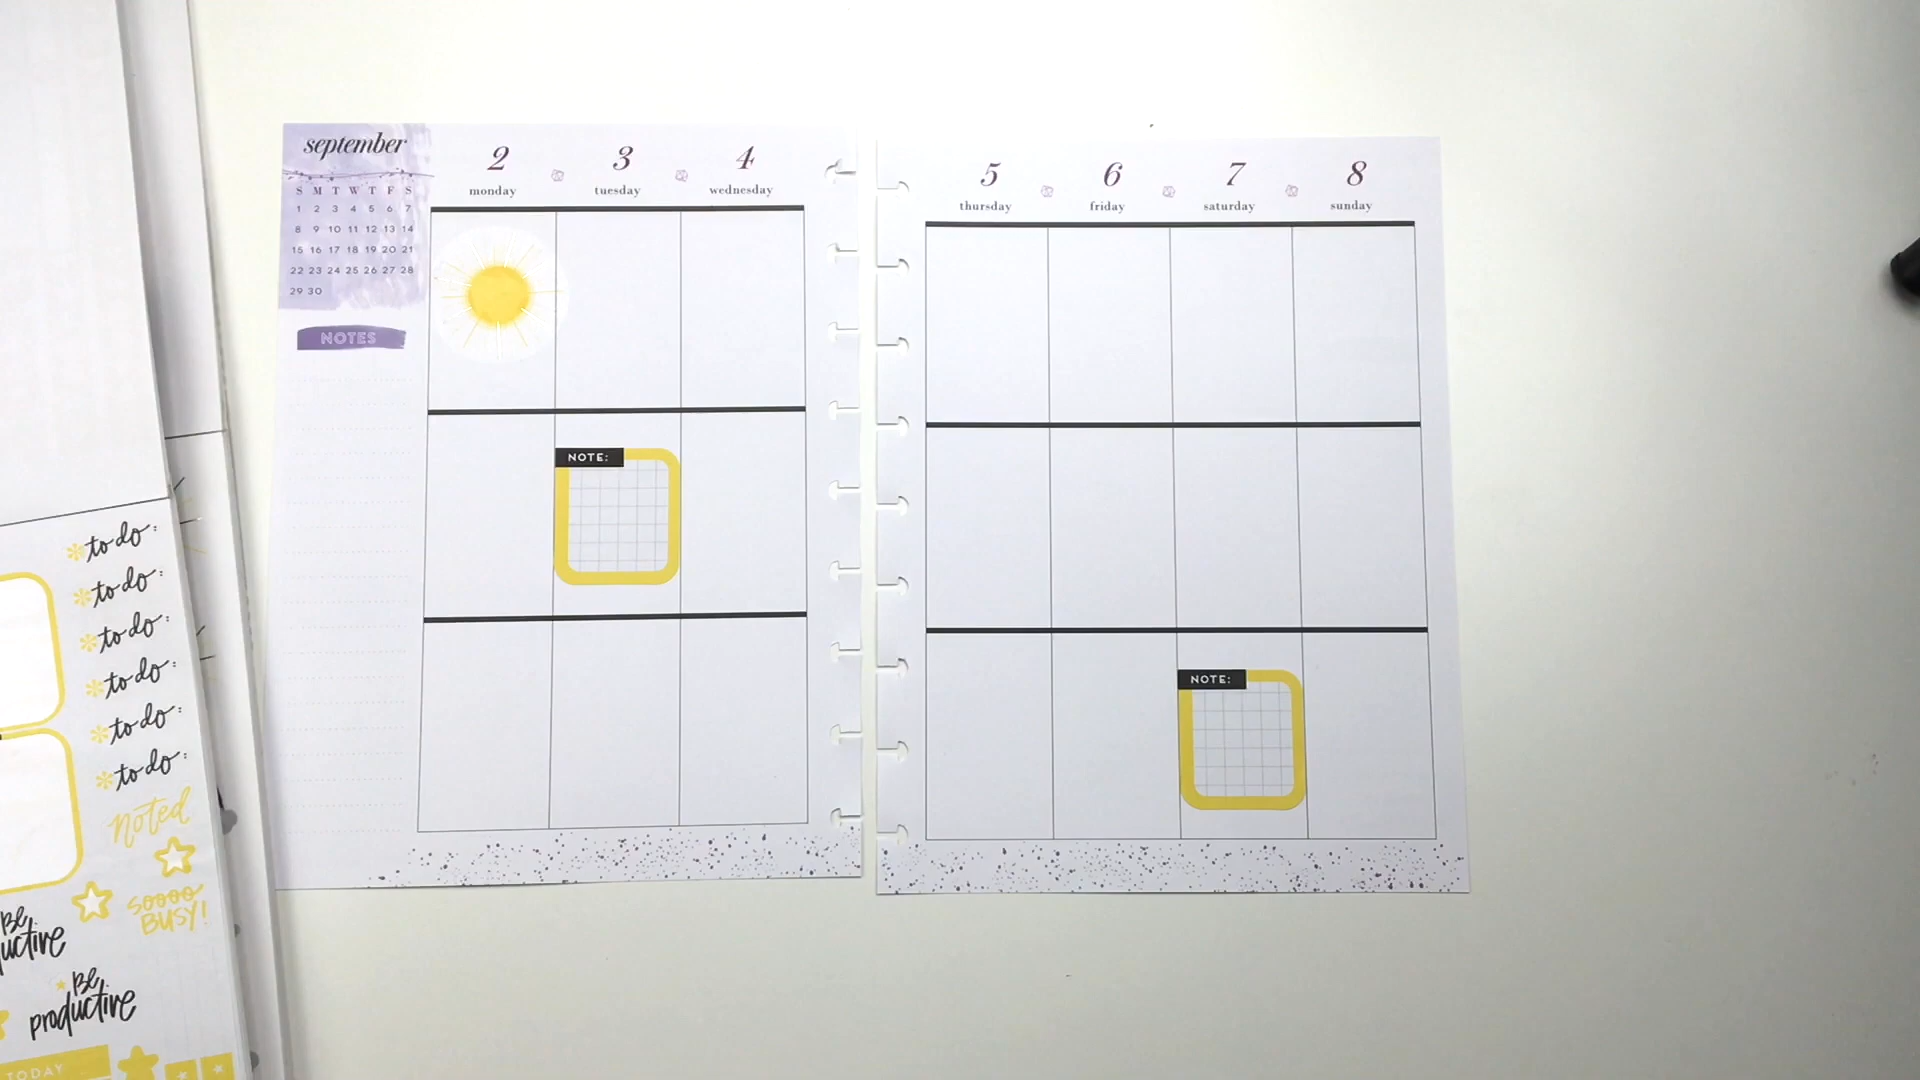 september
S M T W T F S
1 2 3 4 5 6 7
8 9 10 11 12 13 14
15 16 17 18 19 20 21
22 23 24 25 26 27 28
29 30
NOTES
2
monday
3
tuesday
4
wednesday
NOTE:
5
thursday
6
friday
7
saturday
8
sunday
NOTE:
to do:
to do:
to do:
to do:
to do:
to do:
noted
soooo
BUSY!
Be
productive
TODAY